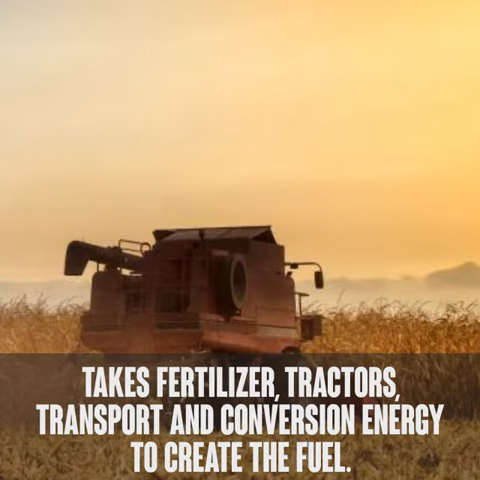 TAKES FERTILIZER, TRACTORS,
TRANSPORT AND CONVERSION ENERGY
TO CREATE THE FUEL.